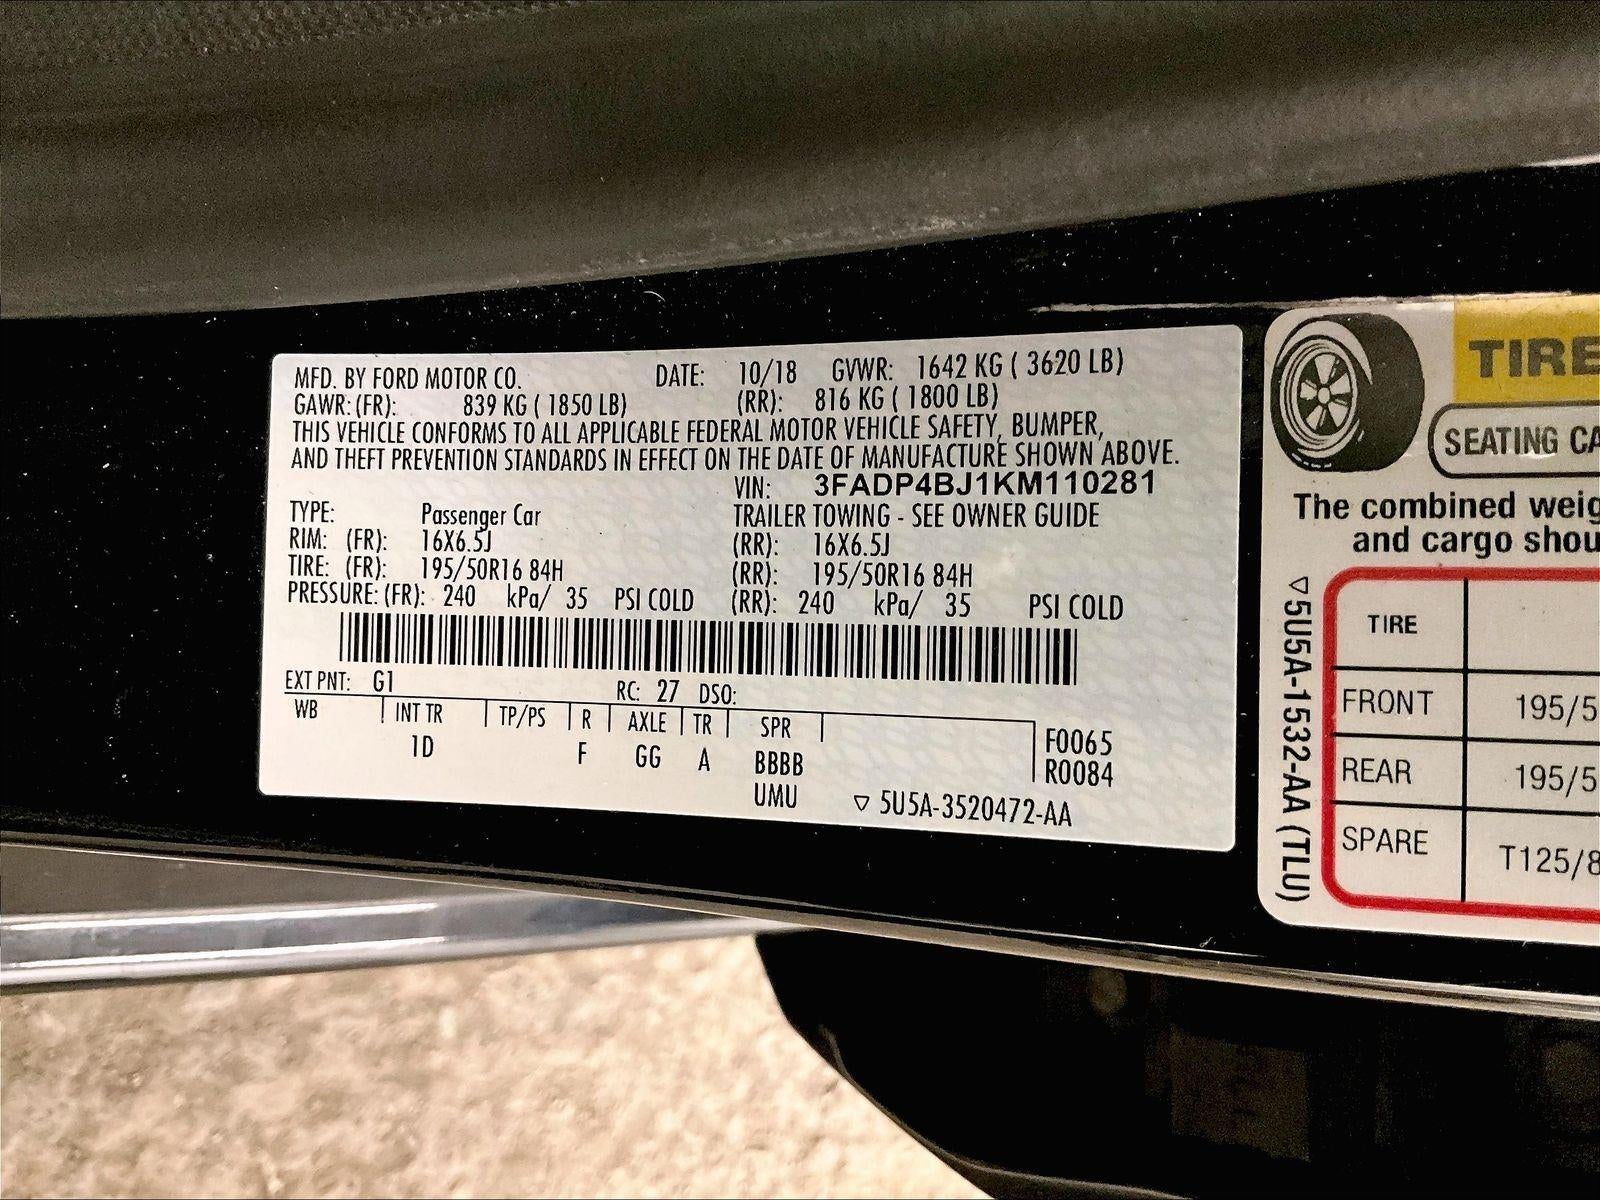 MFD. BY FORD MOTOR CO. DATE: 10/18 GVWR: 1642 KG ( 3620 LB)
GAWR: (FR): 839 KG ( 1850 LB) (RR): 816 KG ( 1800 LB)
THIS VEHICLE CONFORMS TO ALL APPLICABLE FEDERAL MOTOR VEHICLE SAFETY, BUMPER,
AND THEFT PREVENTION STANDARDS IN EFFECT ON THE DATE OF MANUFACTURE SHOWN ABOVE.
VIN: 3FADP4BJ1KM110281
TYPE: Passenger Car TRAILER TOWING - SEE OWNER GUIDE
RIM: (FR): 16X6.5J (RR): 16X6.5J
TIRE: (FR): 195/50R16 84H (RR): 195/50R16 84H
PRESSURE: (FR): 240 kPa/ 35 PSI COLD (RR): 240 kPa/ 35 PSI COLD
EXT PNT: G1 RC: 27 DSO:
WB INT TR TP/PS R AXLE TR SPR
1D F GG A BBBB
UMU
F0065
R0084
5U5A-3520472-AA
TIRE
SEATING CA
The combined weig
and cargo shou
5U5A-1532-AA (TLU)
TIRE
FRONT 195/5
REAR 195/5
SPARE T125/8